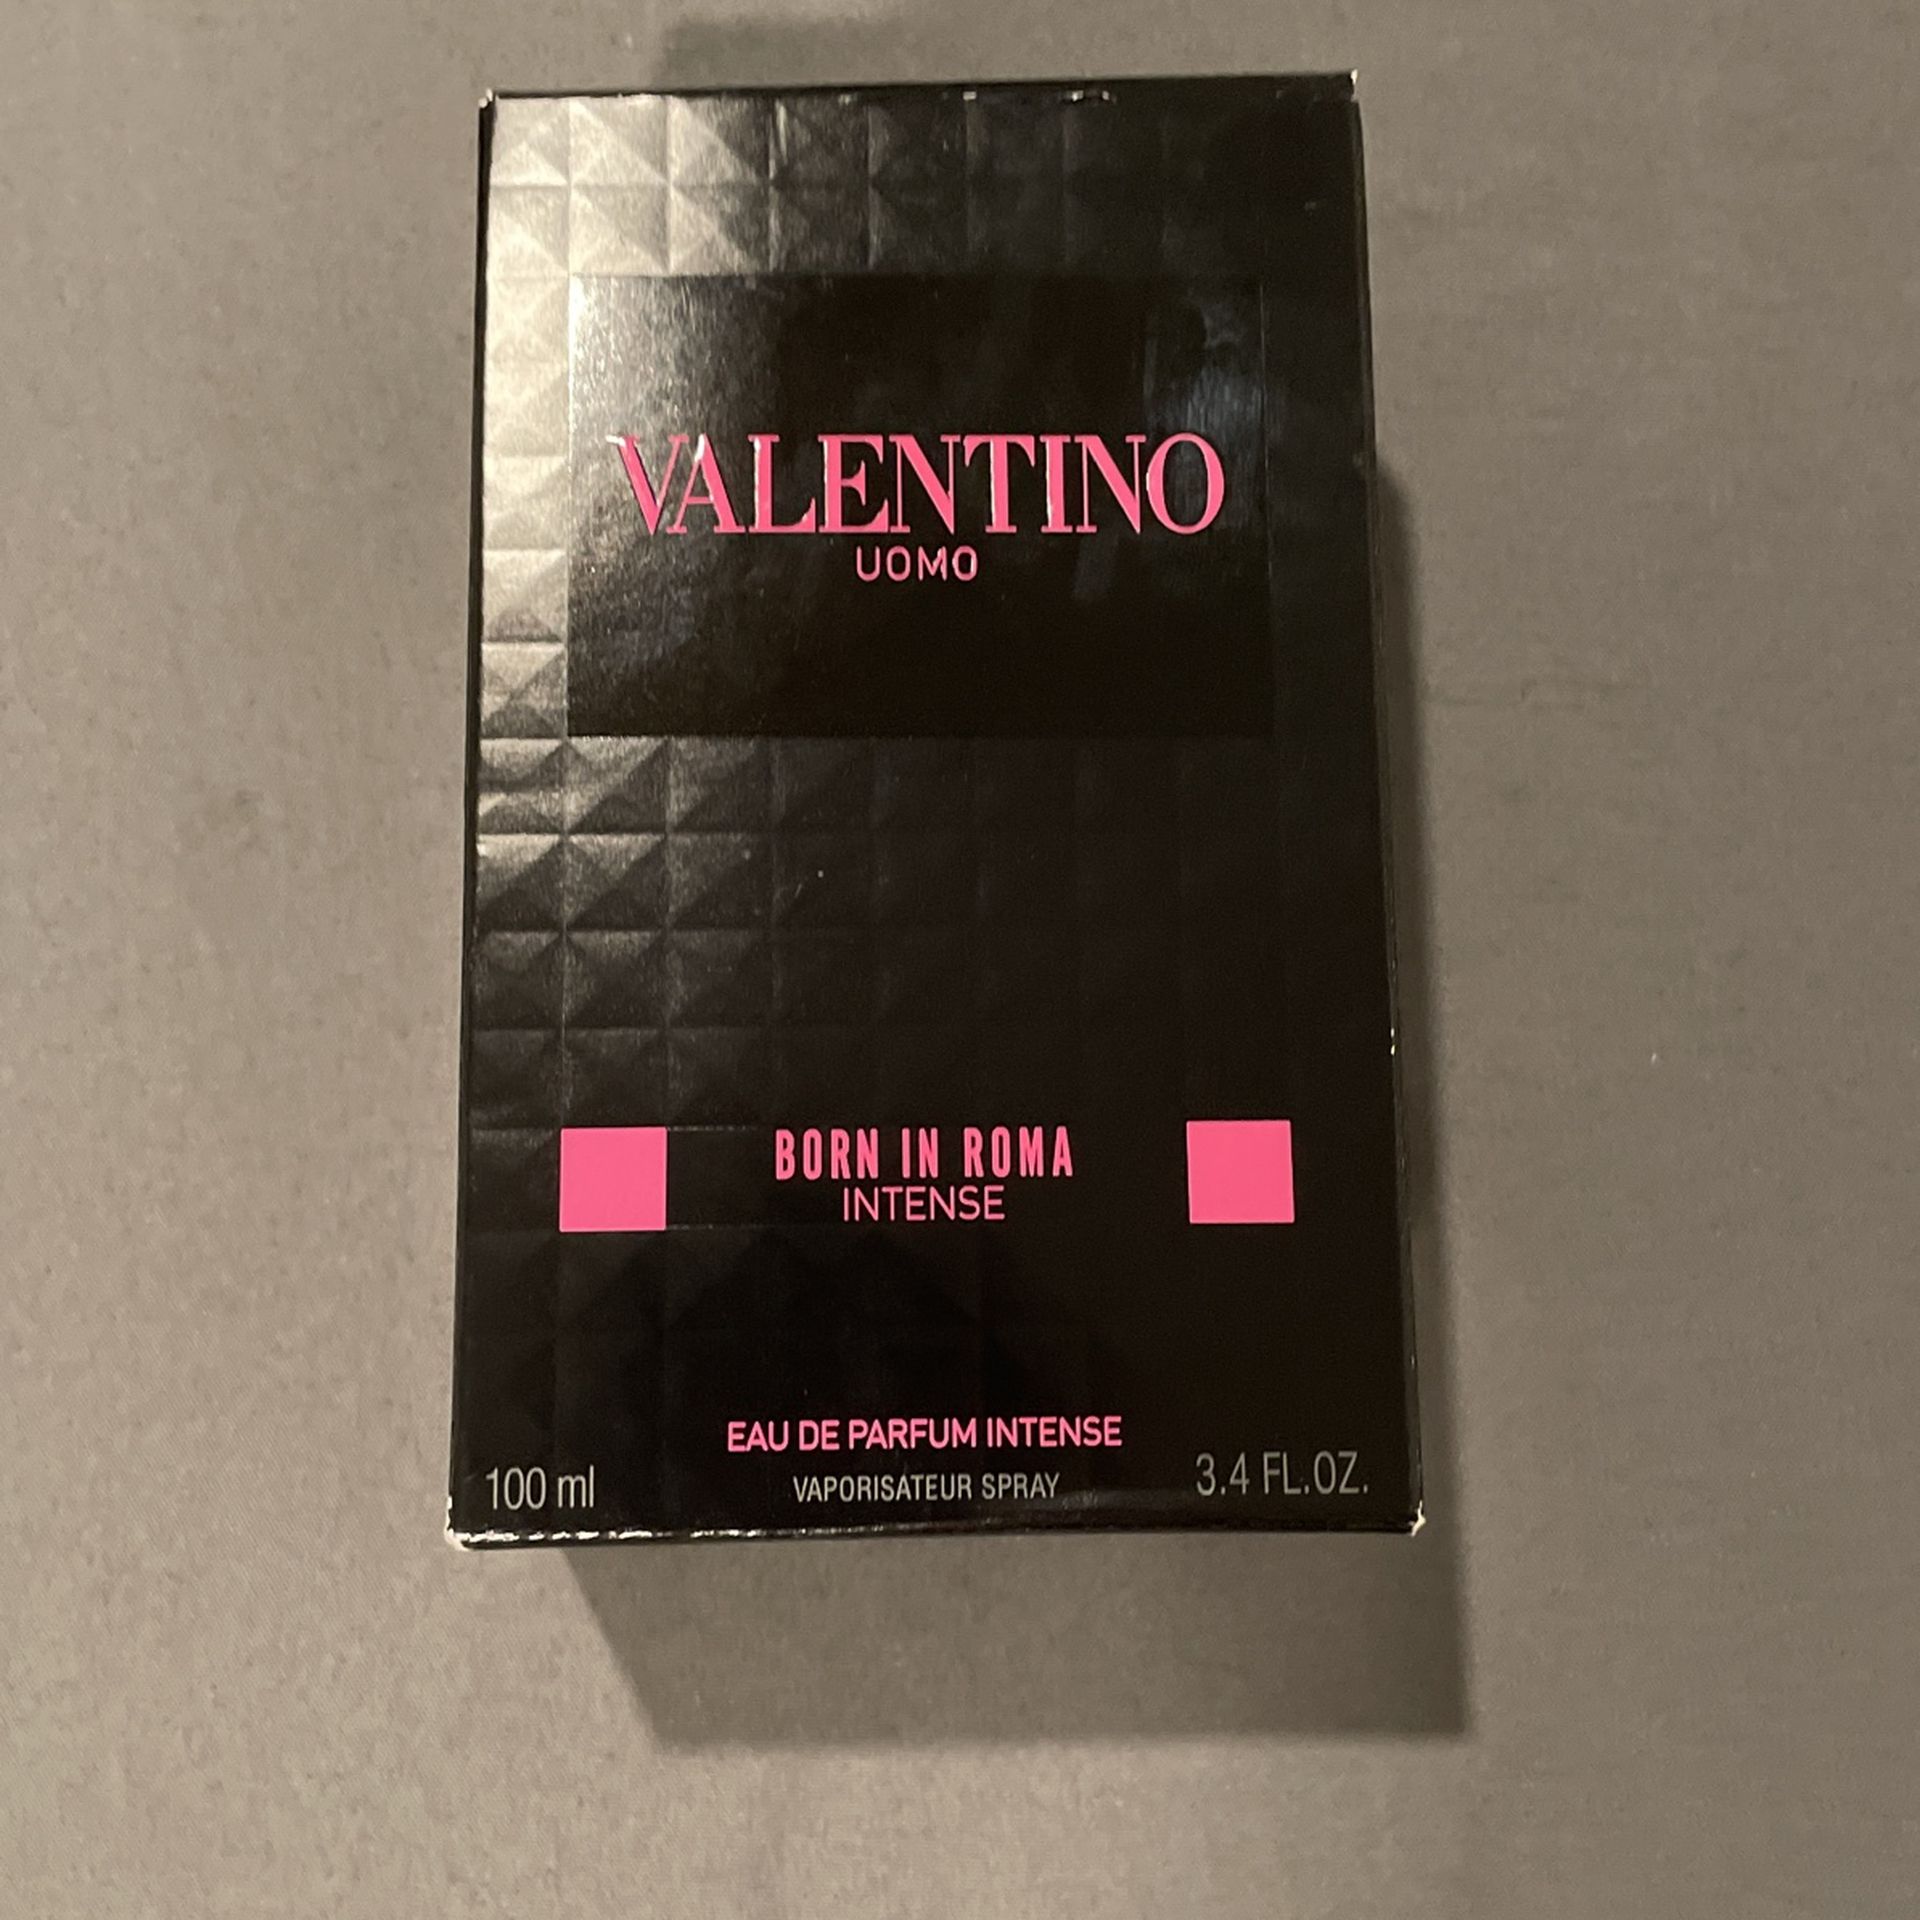 VALENTINO
UOMO
BORN IN ROMA
INTENSE
EAU DE PARFUM INTENSE
100 ml VAPORISATEUR SPRAY 3.4 FL.OZ.